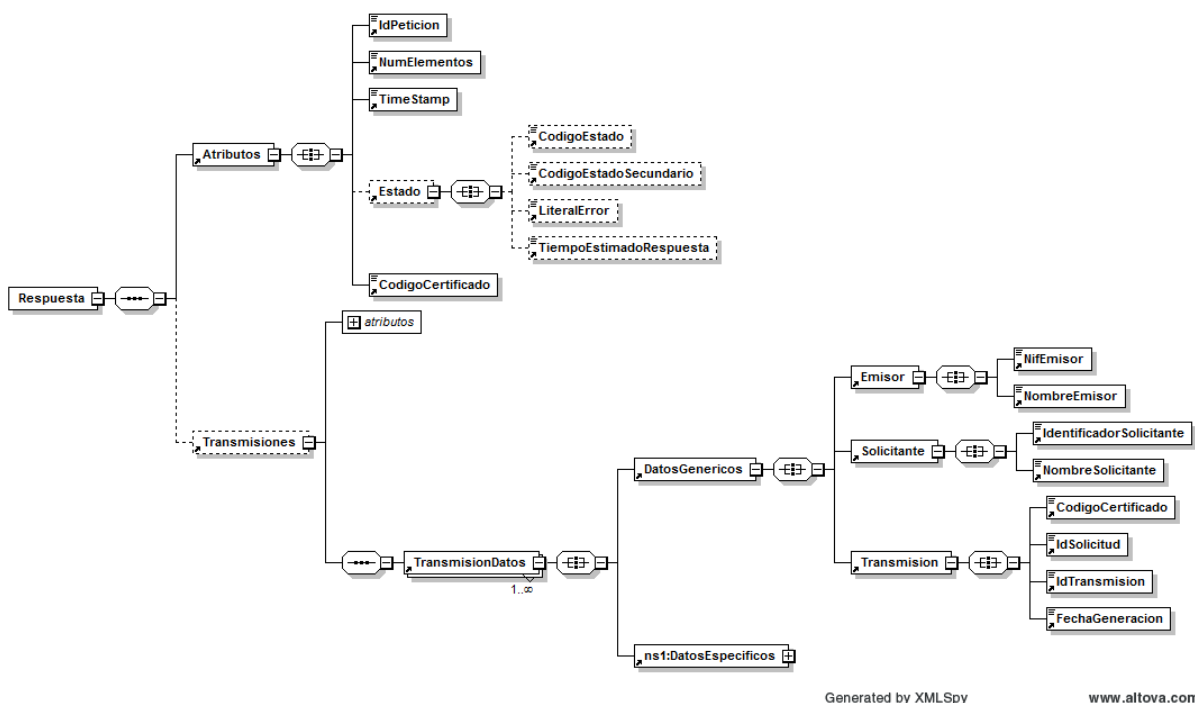 IdPeticion
NumElementos
TimeStamp
CodigoEstado
Atributos
CodigoEstadoSecundario
Estado
LiteralError
TiempoEstimadoRespuesta
CodigoCertificado
Respuesta
atributos
NifEmisor
Emisor
NombreEmisor
Transmisiones
IdentificadorSolicitante
Solicitante
DatosGenericos
NombreSolicitante
CodigoCertificado
IdSolicitud
TransmisionDatos
Transmision
1..∞
IdTransmision
FechaGeneracion
ns1:DatosEspecificos
Generated by XMLSpy
www.altova.com